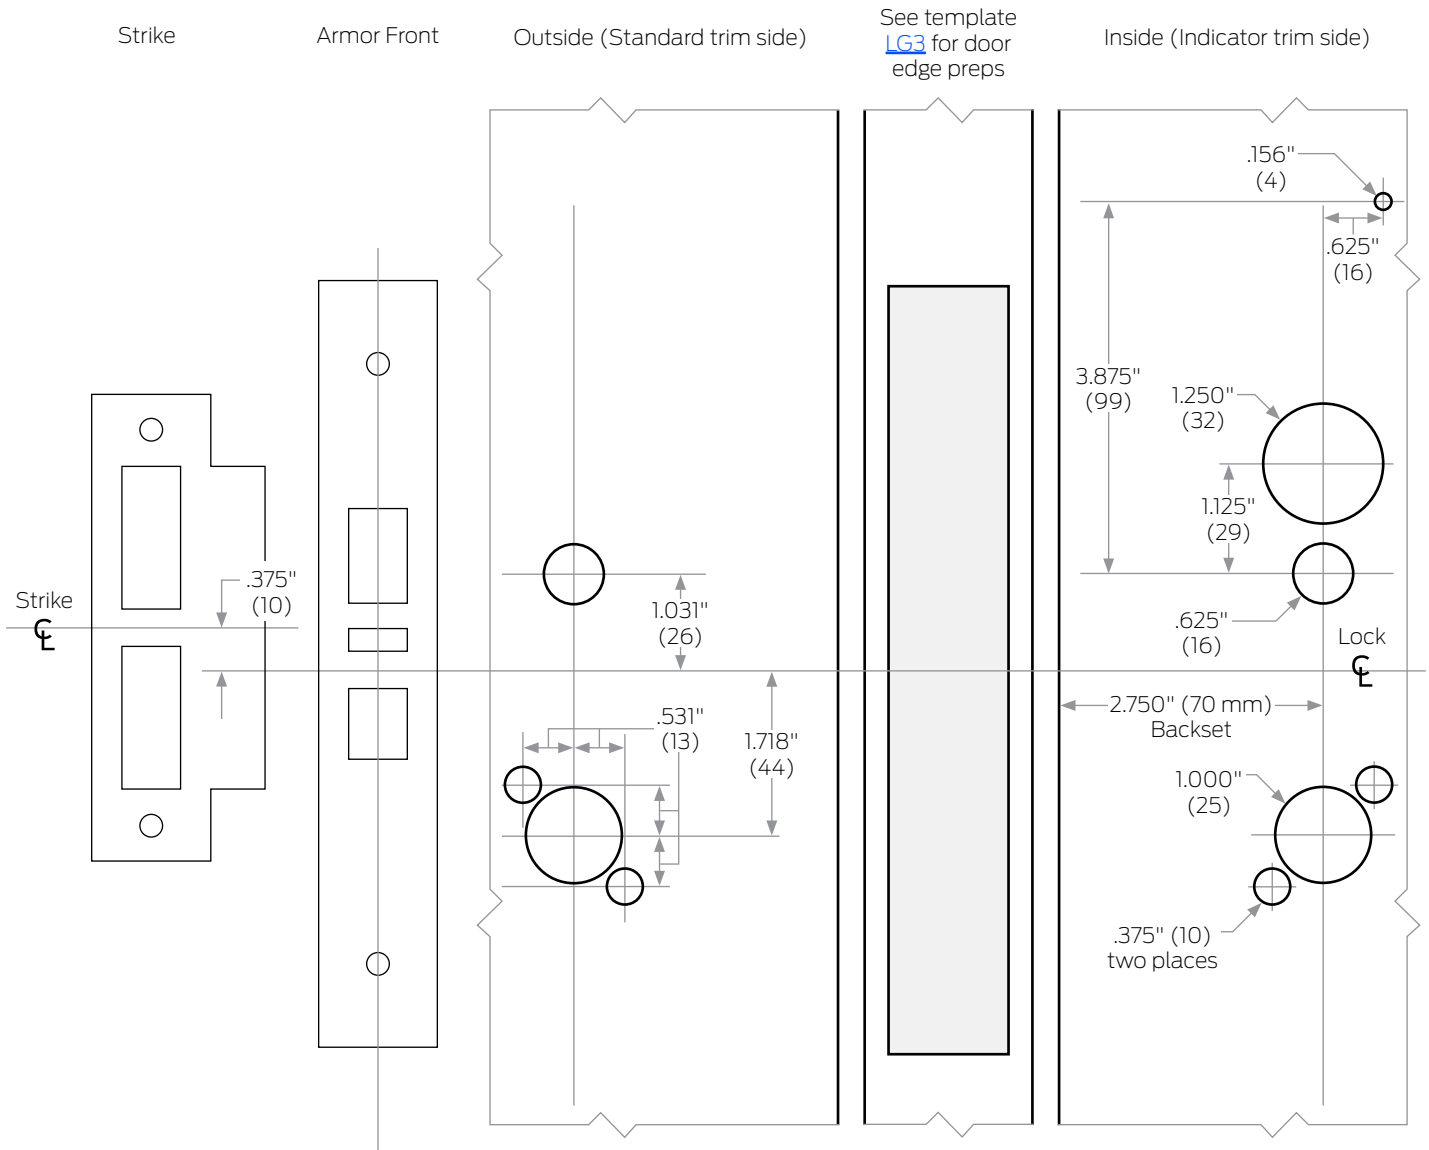 Strike
Armor Front
Outside (Standard trim side)
See template
LG3 for door
edge preps
Inside (Indicator trim side)
.156"
(4)
.625"
(16)
3.875"
(99)
1.250"
(32)
1.125"
(29)
.375"
(10)
Strike
℄
1.031"
(26)
.625"
(16)
Lock
℄
2.750" (70 mm)
Backset
.531"
(13)
1.718"
(44)
1.000"
(25)
.375" (10)
two places